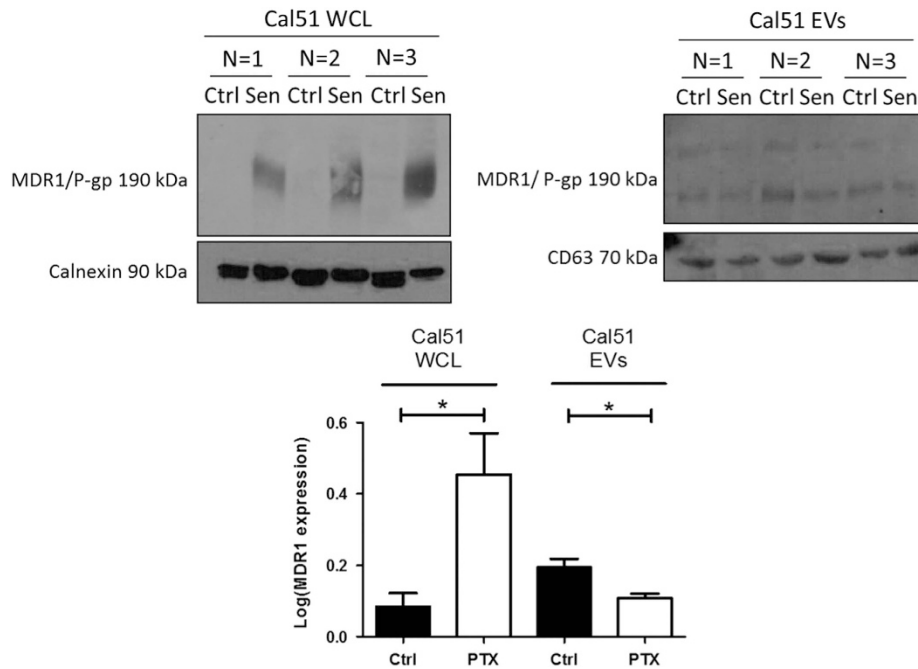 Cal51 WCL
N=1 N=2 N=3
Ctrl Sen Ctrl Sen Ctrl Sen
MDR1/P-gp 190 kDa
Calnexin 90 kDa
Cal51 EVs
N=1 N=2 N=3
Ctrl Sen Ctrl Sen Ctrl Sen
MDR1/ P-gp 190 kDa
CD63 70 kDa
Cal51
WCL
Cal51
EVs
* *
Log(MDR1 expression)
0.6
0.4
0.2
0.0
Ctrl PTX Ctrl PTX